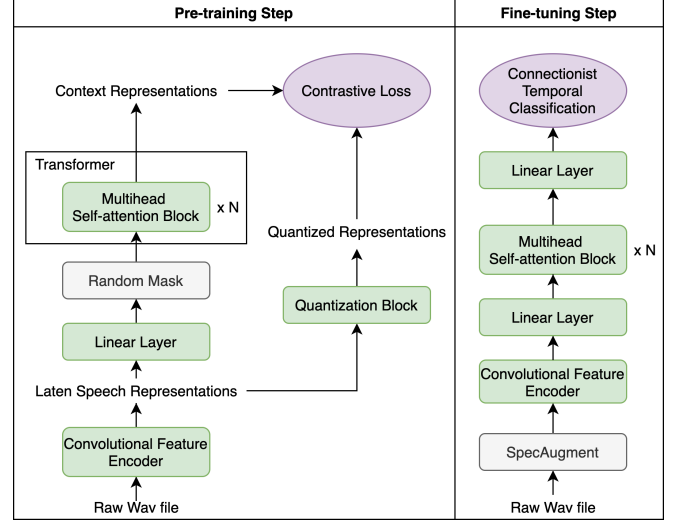 Pre-training Step
Context Representations
Contrastive Loss
Transformer
Multihead
Self-attention Block
x N
Quantized Representations
Random Mask
Quantization Block
Linear Layer
Laten Speech Representations
Convolutional Feature
Encoder
Raw Wav file
Fine-tuning Step
Connectionist
Temporal
Classification
Linear Layer
Multihead
Self-attention Block
x N
Linear Layer
Convolutional Feature
Encoder
SpecAugment
Raw Wav file